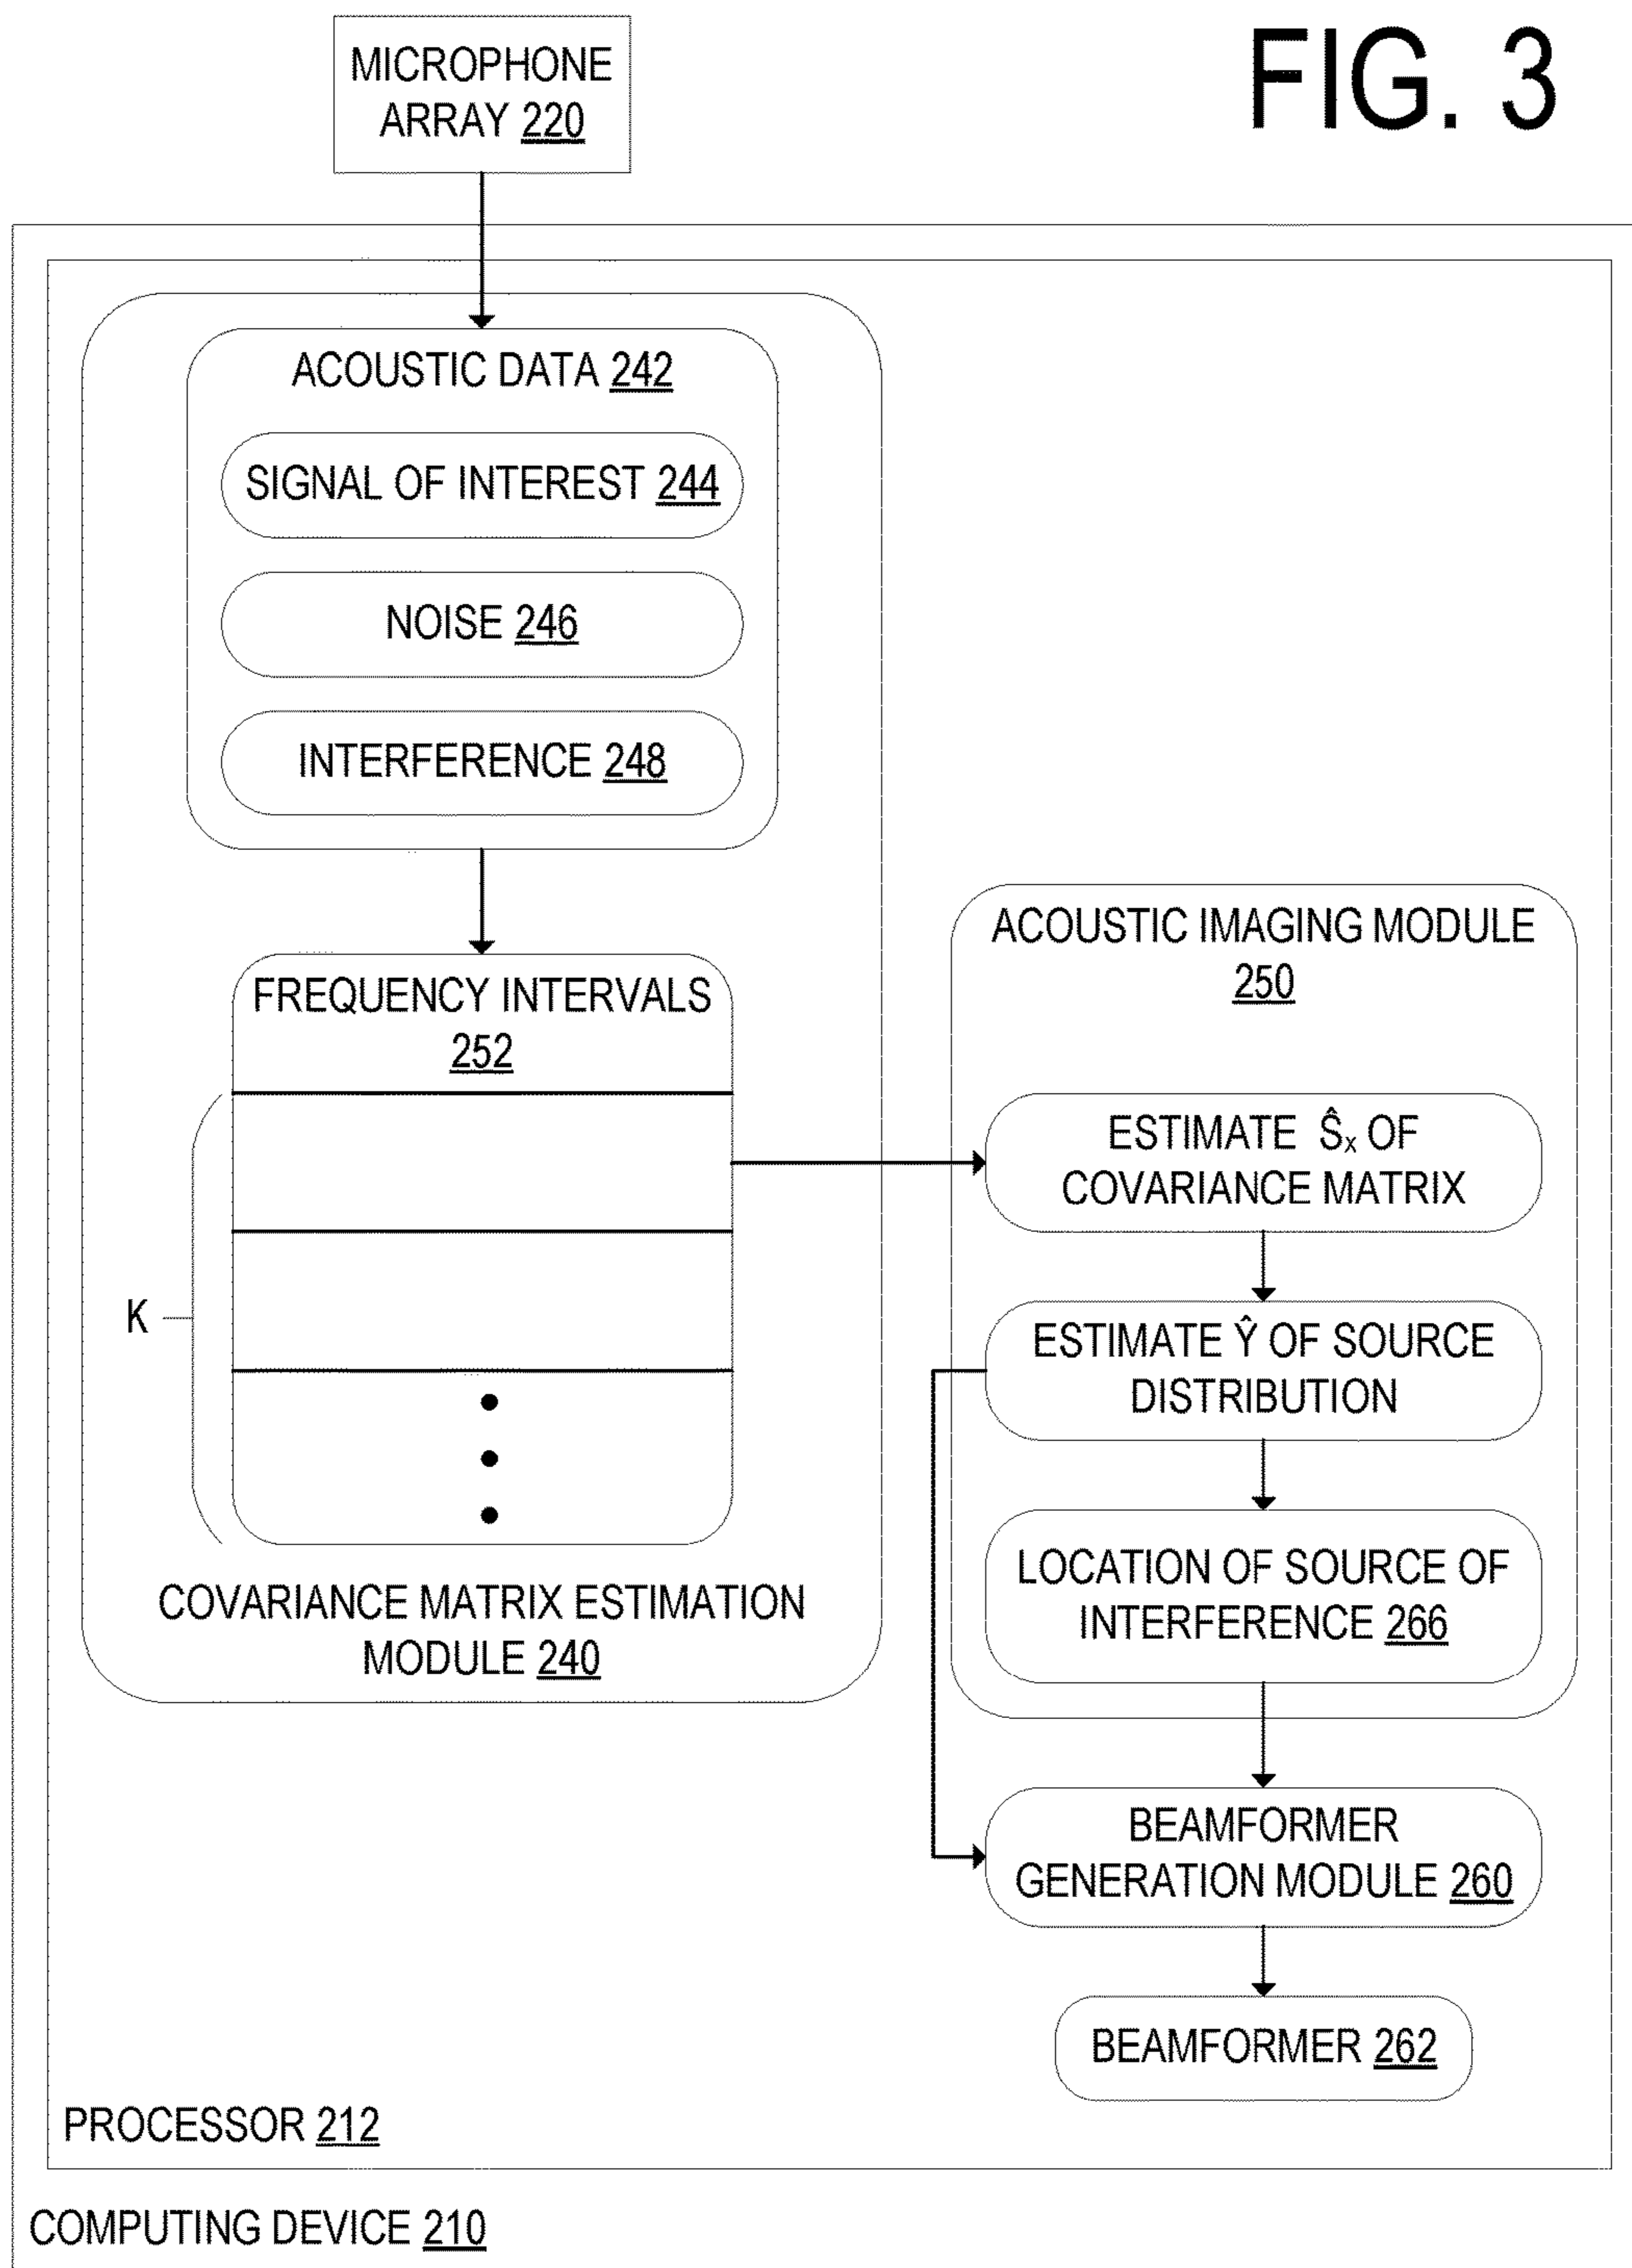 FIG. 3
MICROPHONE
ARRAY 220
ACOUSTIC DATA 242
SIGNAL OF INTEREST 244
NOISE 246
INTERFERENCE 248
FREQUENCY INTERVALS
252
K
COVARIANCE MATRIX ESTIMATION
MODULE 240
ACOUSTIC IMAGING MODULE
250
ESTIMATE Ŝₓ OF
COVARIANCE MATRIX
ESTIMATE Ŷ OF SOURCE
DISTRIBUTION
LOCATION OF SOURCE OF
INTERFERENCE 266
BEAMFORMER
GENERATION MODULE 260
BEAMFORMER 262
PROCESSOR 212
COMPUTING DEVICE 210